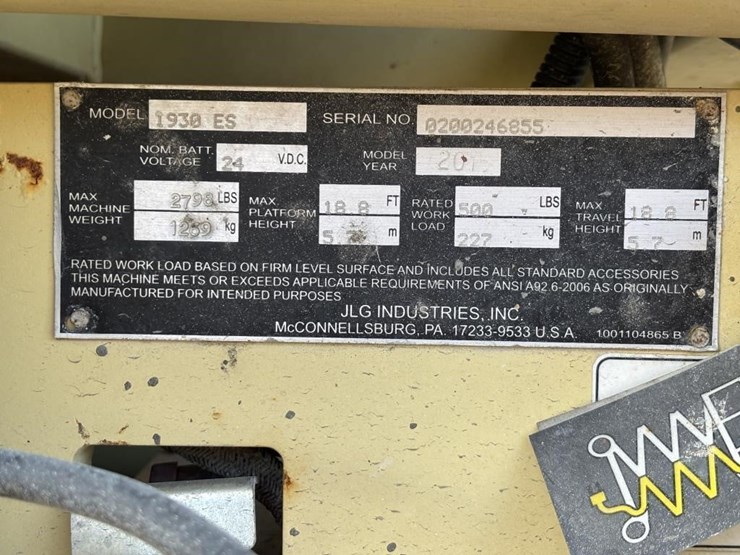 MODEL 1930 ES SERIAL NO. 0200246855
NOM. BATT. VOLTAGE 24 V.D.C. MODEL YEAR
MAX MACHINE WEIGHT 2798 LBS kg
MAX PLATFORM HEIGHT 18.8 FT m
RATED WORK LOAD 500 LBS 227 kg
MAX TRAVEL HEIGHT 18.8 FT 5.7 m
RATED WORK LOAD BASED ON FIRM LEVEL SURFACE AND INCLUDES ALL STANDARD ACCESSORIES
THIS MACHINE MEETS OR EXCEEDS APPLICABLE REQUIREMENTS OF ANSI A92.6-2006 AS ORIGINALLY
MANUFACTURED FOR INTENDED PURPOSES
JLG INDUSTRIES, INC.
McCONNELLSBURG, PA. 17233-9533 U.S.A. 1001104865 B